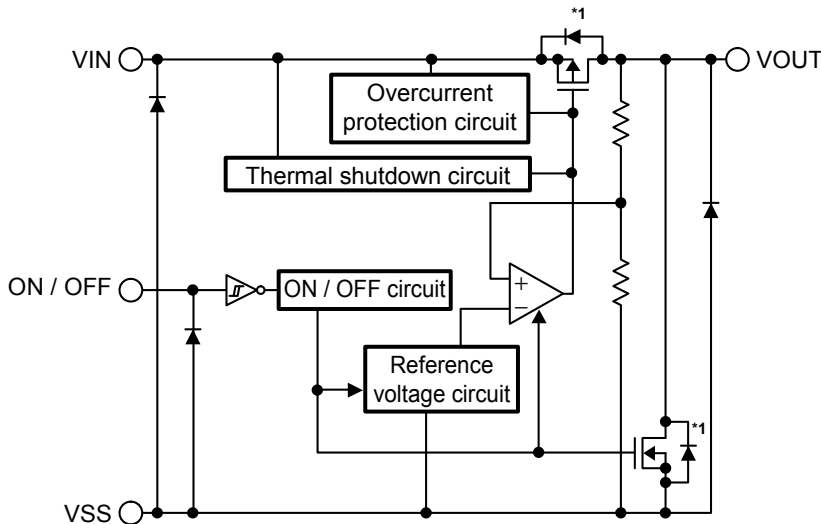 *1
VIN
VOUT
Overcurrent
protection circuit
Thermal shutdown circuit
ON / OFF
ON / OFF circuit
+
−
Reference
voltage circuit
*1
VSS